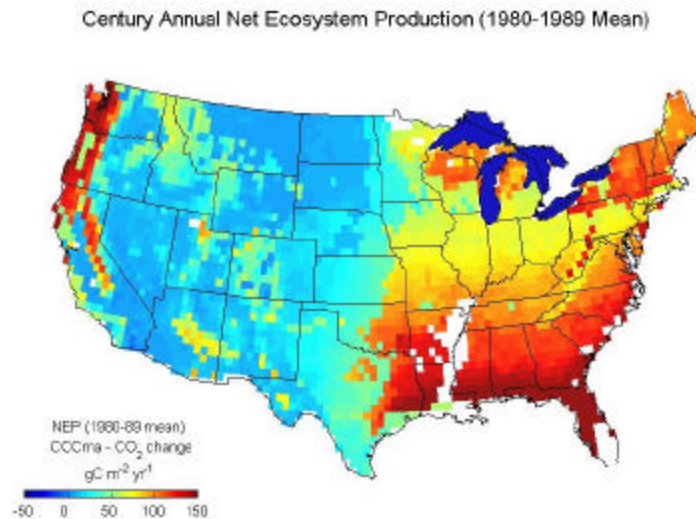 Century Annual Net Ecosystem Production (1980-1989 Mean)
NEP (1980-89 mean)
CCCma - CO₂ change
gC m⁻² yr⁻¹
-50 0 50 100 150